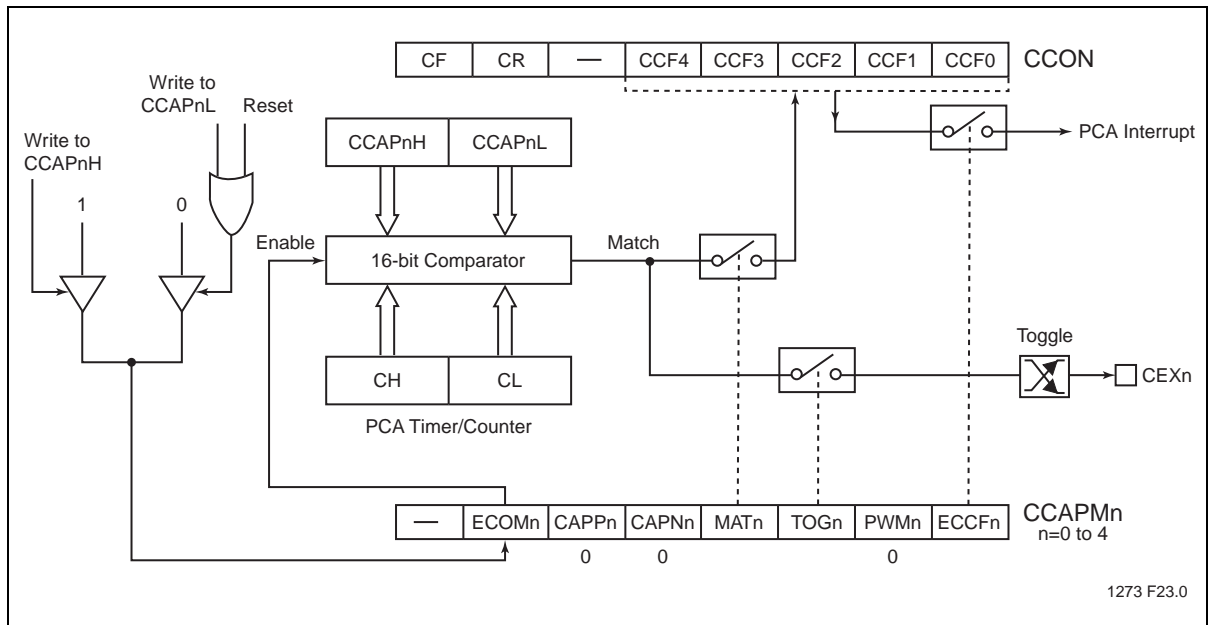 CF CR — CCF4 CCF3 CCF2 CCF1 CCF0 CCON
Write to
CCAPnL
Reset
Write to
CCAPnH
1
0
CCAPnH CCAPnL
PCA Interrupt
Enable
16-bit Comparator
Match
CH CL
PCA Timer/Counter
Toggle
CEXn
— ECOMn CAPPn CAPNn MATn TOGn PWMn ECCFn CCAPMn
n=0 to 4
0 0 0
1273 F23.0